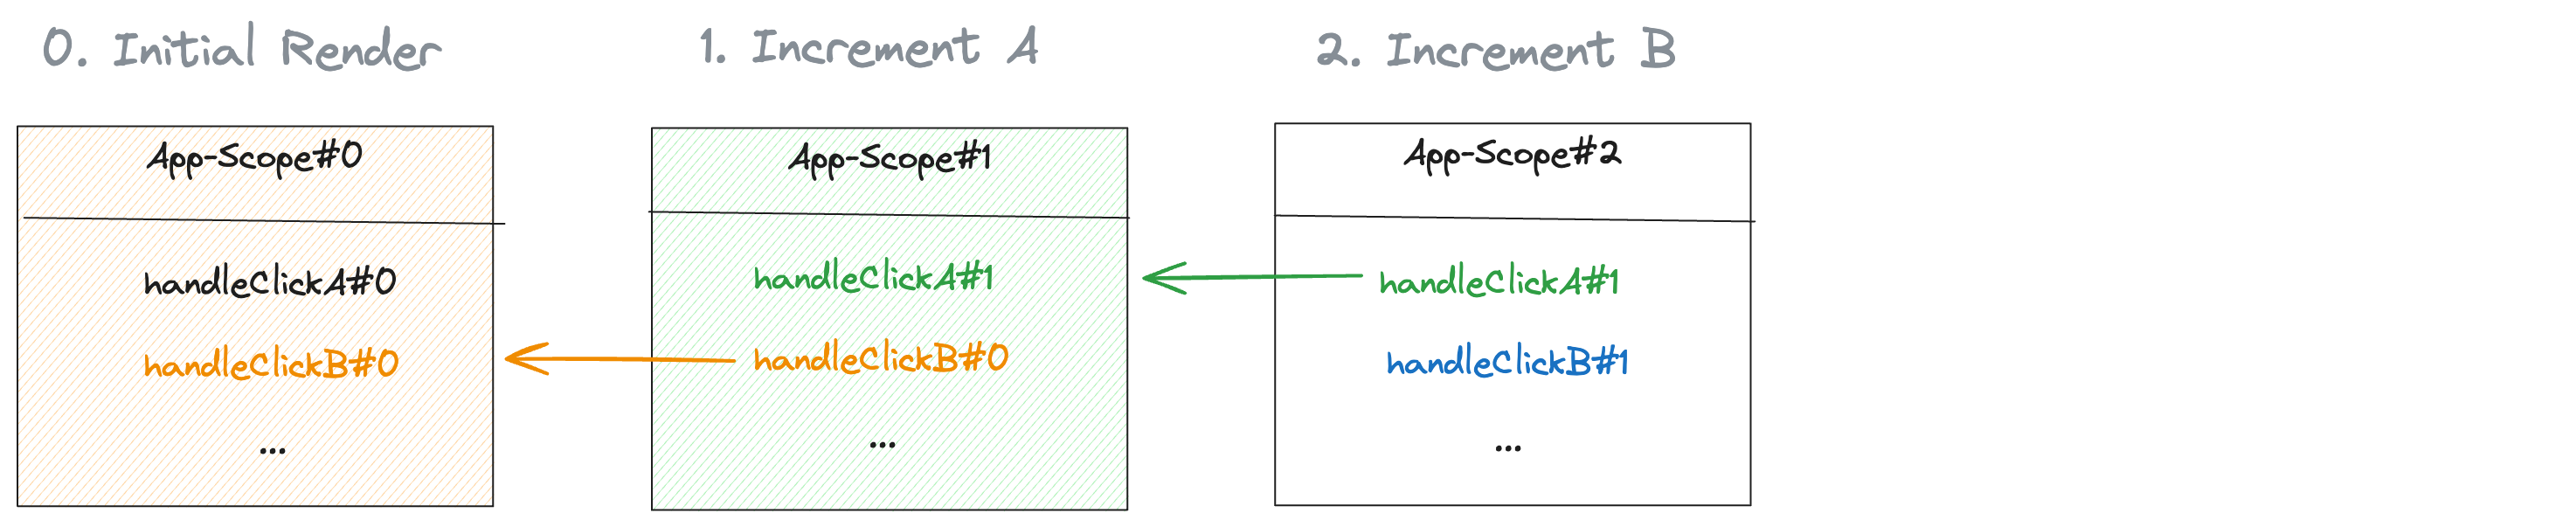 0. Initial Render
1. Increment A
2. Increment B
App-Scope#0
handleClickA#0
handleClickB#0
...
App-Scope#1
handleClickA#1
handleClickB#0
...
App-Scope#2
handleClickA#1
handleClickB#1
...